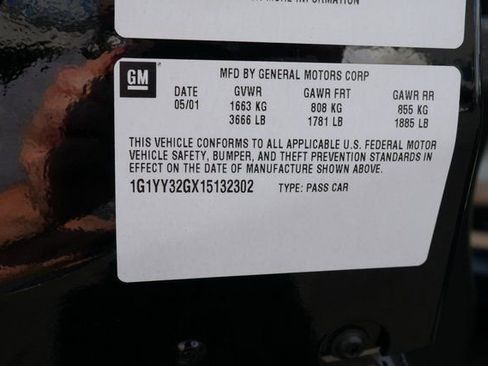 MORE INFORMATION
GM
MFD BY GENERAL MOTORS CORP
DATE GVWR GAWR FRT GAWR RR
05/01 1663 KG 808 KG 855 KG
3666 LB 1781 LB 1885 LB
THIS VEHICLE CONFORMS TO ALL APPLICABLE U.S. FEDERAL MOTOR
VEHICLE SAFETY, BUMPER, AND THEFT PREVENTION STANDARDS IN
EFFECT ON THE DATE OF MANUFACTURE SHOWN ABOVE.
1G1YY32GX15132302 TYPE: PASS CAR